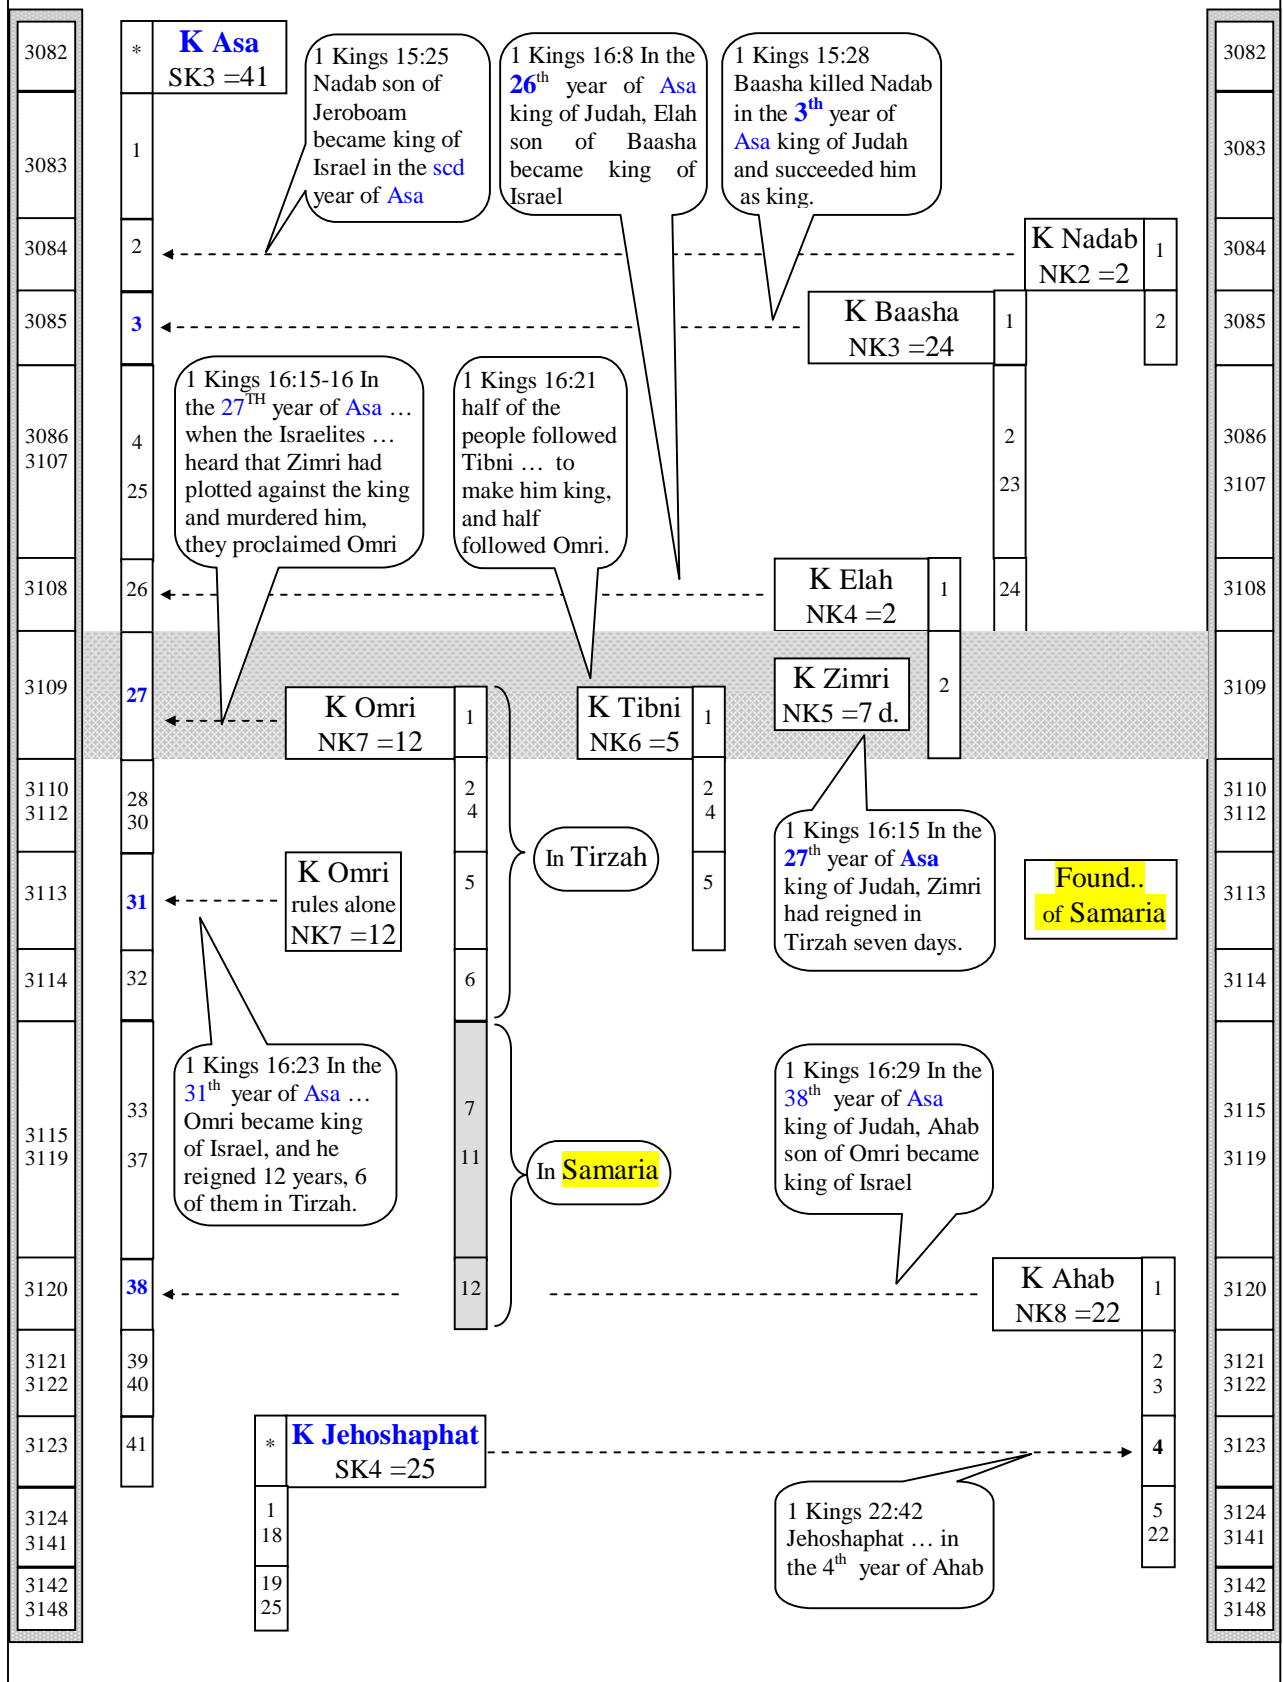 3082
*
K Asa
SK3 =41
1 Kings 15:25
Nadab son of
Jeroboam
became king of
Israel in the scd
year of Asa
1 Kings 16:8 In the
26th year of Asa
king of Judah, Elah
son of Baasha
became king of
Israel
1 Kings 15:28
Baasha killed Nadab
in the 3th year of
Asa king of Judah
and succeeded him
as king.
3082
3083
1
3083
3084
2
K Nadab
NK2 =2
1
3084
3085
3
K Baasha
NK3 =24
1
2
3085
1 Kings 16:15-16 In
the 27TH year of Asa …
when the Israelites …
heard that Zimri had
plotted against the king
and murdered him,
they proclaimed Omri
1 Kings 16:21
half of the
people followed
Tibni … to
make him king,
and half
followed Omri.
3086
3107
4
25
2
23
3086
3107
3108
26
K Elah
NK4 =2
1
24
3108
3109
27
K Omri
NK7 =12
1
K Tibni
NK6 =5
1
K Zimri
NK5 =7 d.
2
3109
3110
3112
28
30
2
4
2
4
3110
3112
In Tirzah
1 Kings 16:15 In the
27th year of Asa
king of Judah, Zimri
had reigned in
Tirzah seven days.
3113
31
K Omri
rules alone
NK7 =12
5
5
Found..
of Samaria
3113
3114
32
6
3114
1 Kings 16:23 In the
31th year of Asa …
Omri became king
of Israel, and he
reigned 12 years, 6
of them in Tirzah.
1 Kings 16:29 In the
38th year of Asa
king of Judah, Ahab
son of Omri became
king of Israel
3115
3119
33
37
7
11
In Samaria
3115
3119
3120
38
12
K Ahab
NK8 =22
1
3120
3121
3122
39
40
2
3
3121
3122
3123
41
*
K Jehoshaphat
SK4 =25
4
3123
1 Kings 22:42
Jehoshaphat … in
the 4th year of Ahab
3124
3141
1
18
5
22
3124
3141
3142
3148
19
25
3142
3148